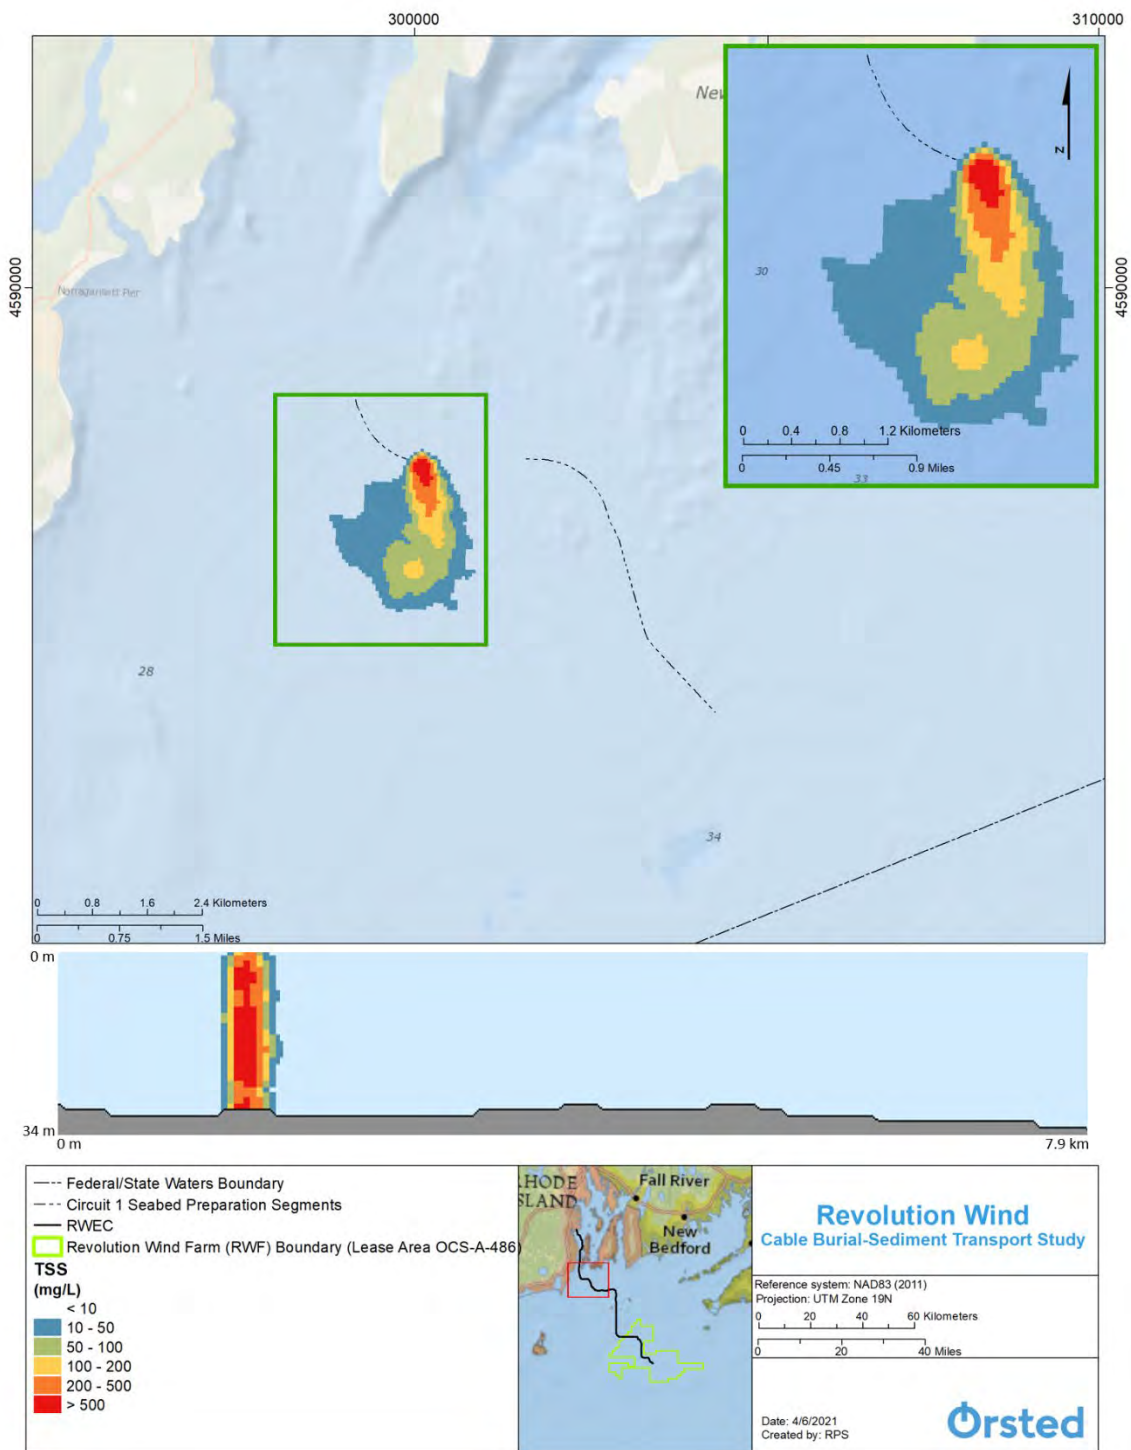 300000
310000
4590000
4590000
New
N
30
0 0.4 0.8 1.2 Kilometers
0 0.45 0.9 Miles
33
Narragansett Pier
28
34
0 0.8 1.6 2.4 Kilometers
0 0.75 1.5 Miles
0 m
34 m
0 m
7.9 km
Federal/State Waters Boundary
Circuit 1 Seabed Preparation Segments
RWEC
Revolution Wind Farm (RWF) Boundary (Lease Area OCS-A-486)
TSS
(mg/L)
< 10
10 - 50
50 - 100
100 - 200
200 - 500
> 500
RHODE
ISLAND
Fall River
New
Bedford
Revolution Wind
Cable Burial-Sediment Transport Study
Reference system: NAD83 (2011)
Projection: UTM Zone 19N
0 20 40 60 Kilometers
0 20 40 Miles
Date: 4/6/2021
Created by: RPS
Orsted